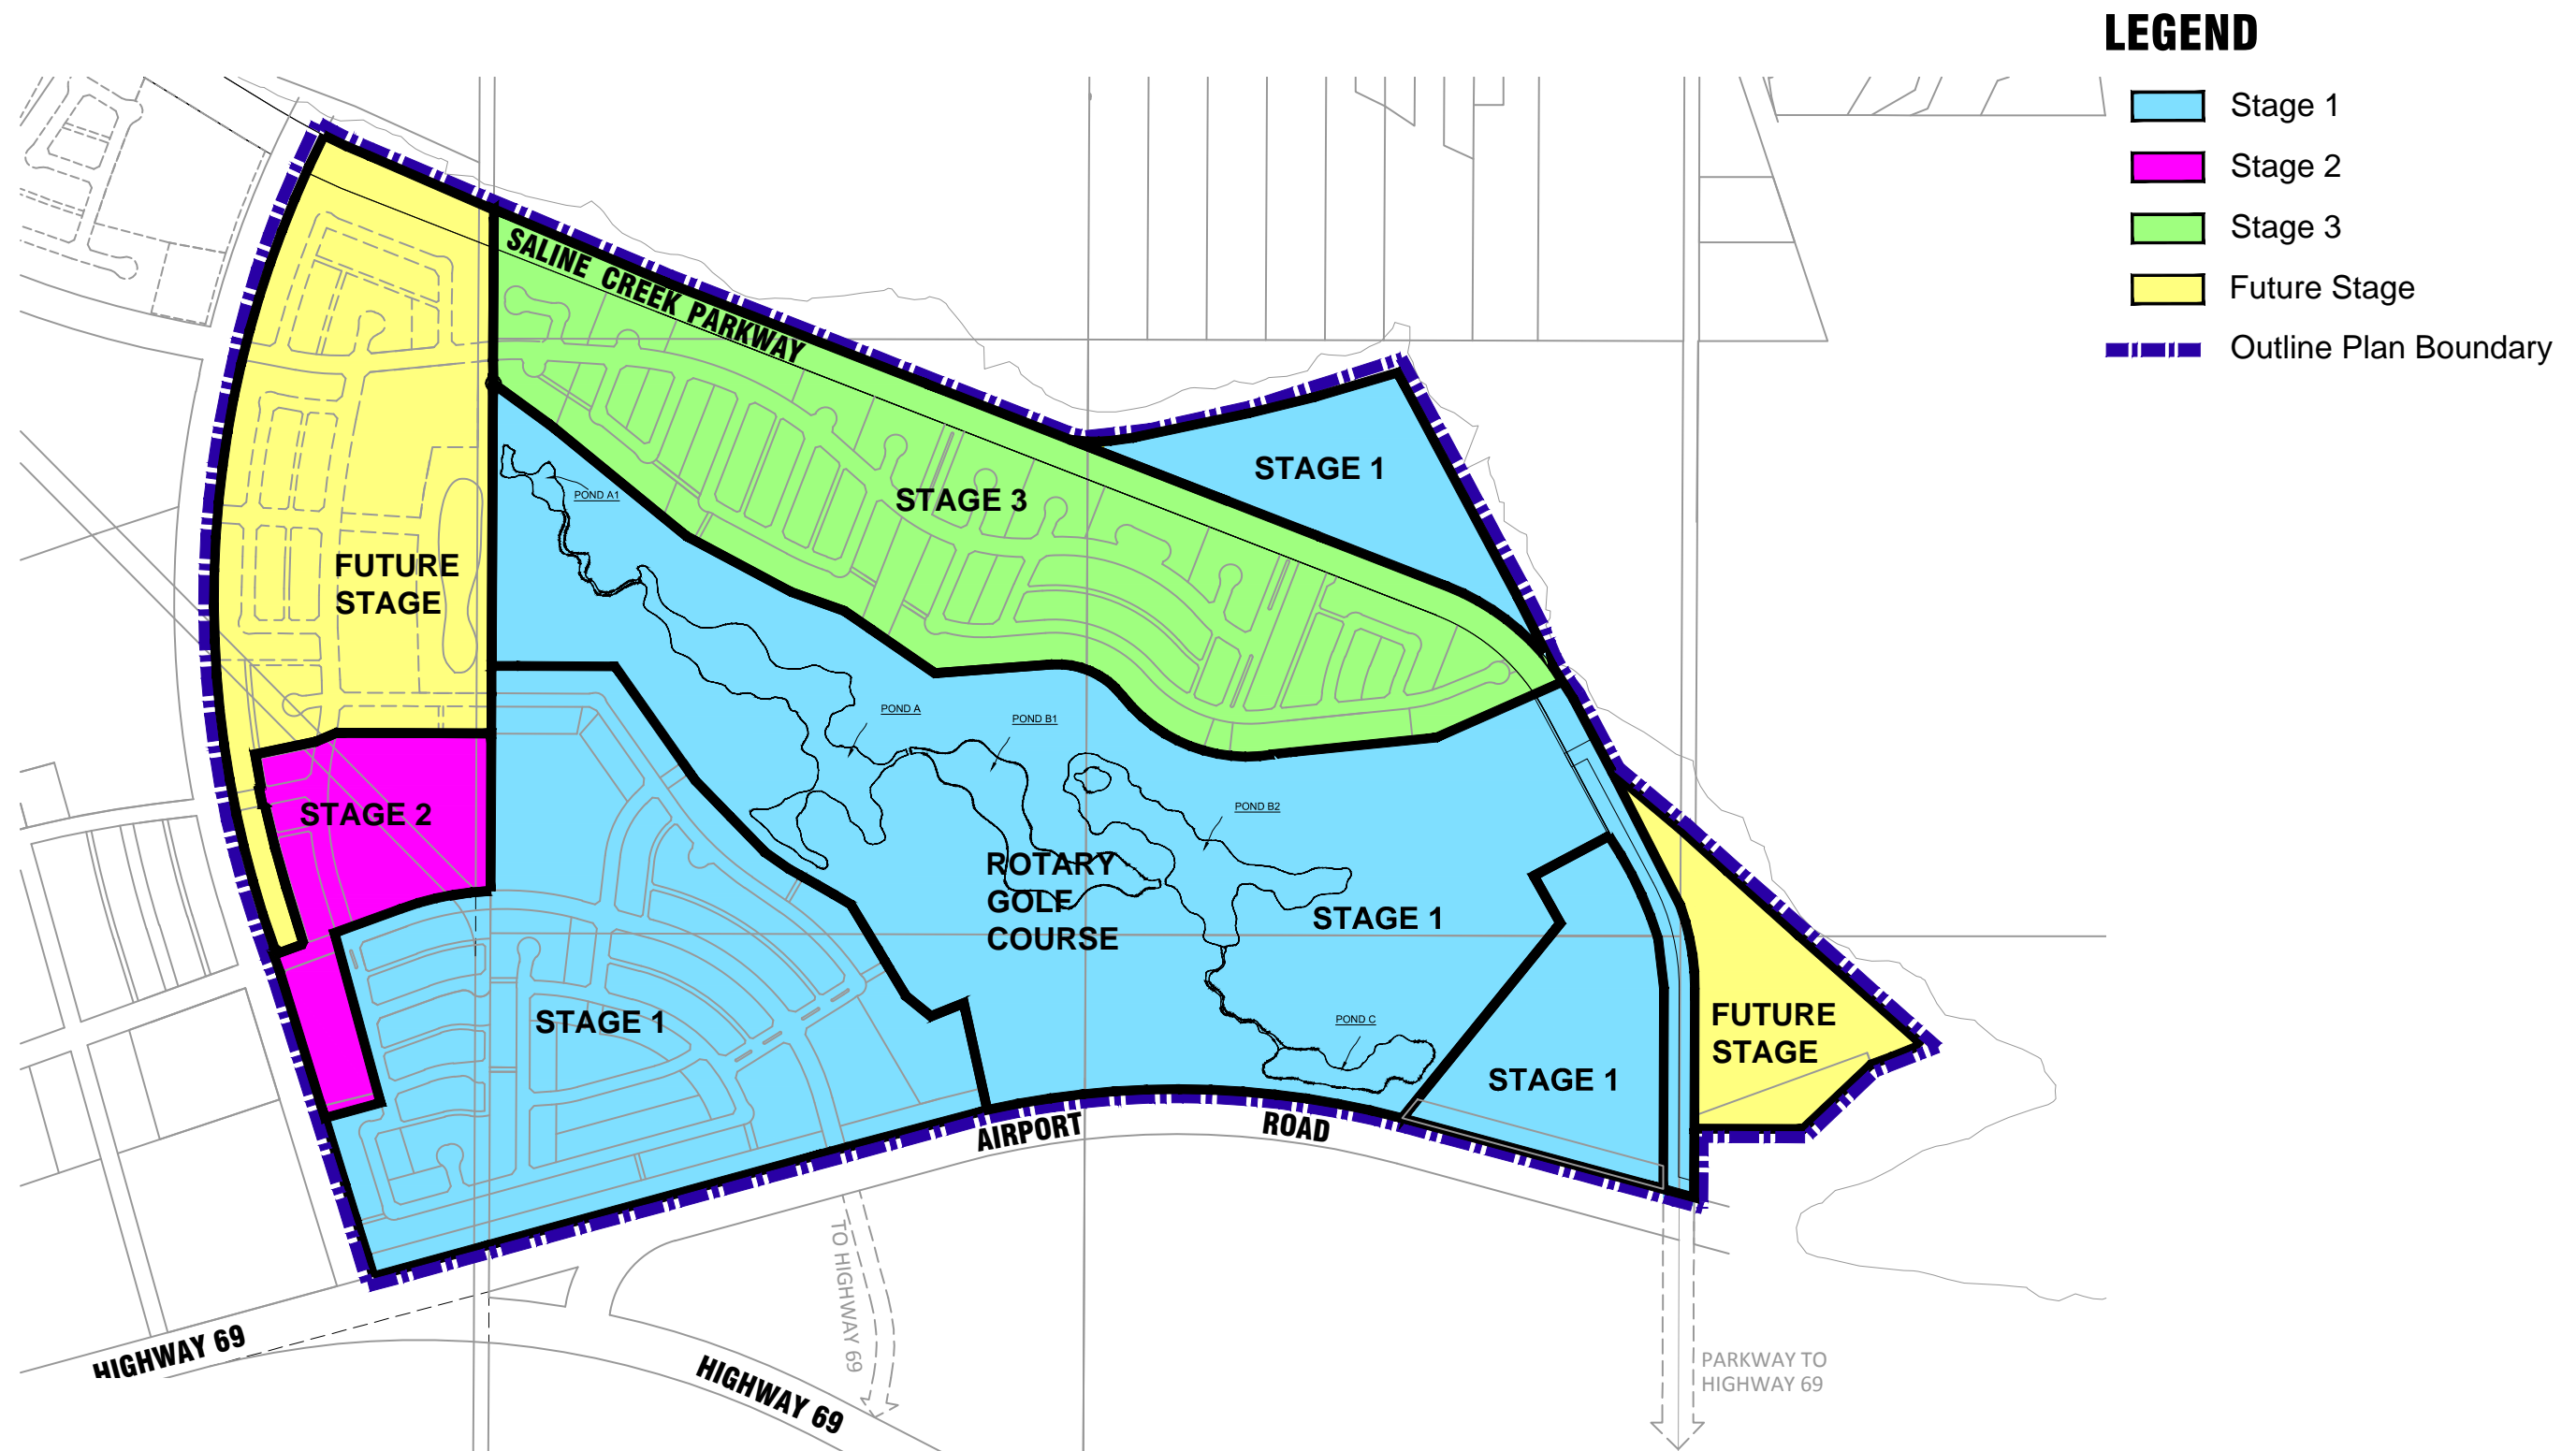 LEGEND
Stage 1
Stage 2
Stage 3
Future Stage
Outline Plan Boundary
SALINE CREEK PARKWAY
STAGE 1
POND A1
STAGE 3
FUTURE
STAGE
POND A
POND B1
POND B2
STAGE 2
ROTARY
GOLF
COURSE
STAGE 1
STAGE 1
POND C
FUTURE
STAGE
STAGE 1
AIRPORT ROAD
TO HIGHWAY 69
HIGHWAY 69
HIGHWAY 69
PARKWAY TO
HIGHWAY 69